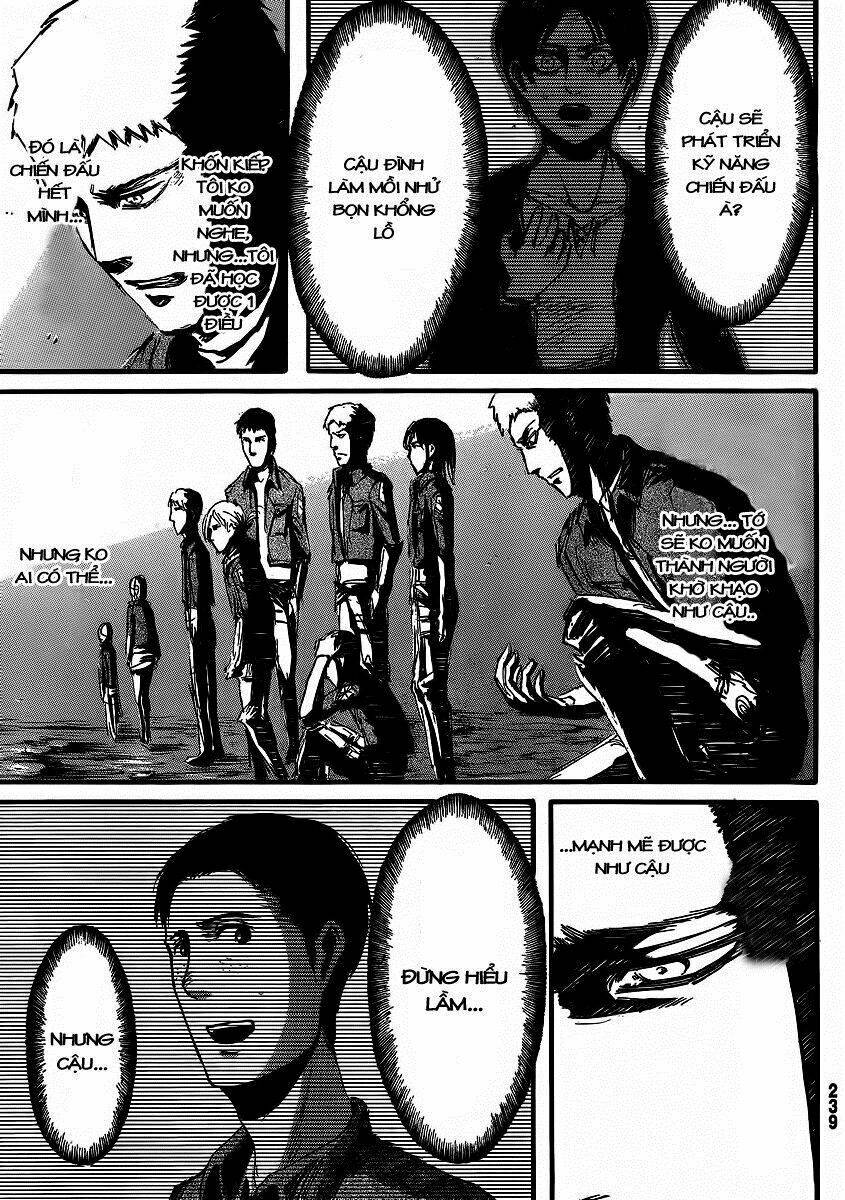 CẬU SẼ
PHÁT TRIỂN
KỸ NĂNG
CHIẾN ĐẤU
À?
CẬU ĐÌNH
LÀM MỒI NHỬ
BỌN KHỔNG
LỒ
KHỐN KIẾP?
TÔI KO
MUỐN
NGHE,
NHƯNG...TÔI
ĐÃ HỌC
ĐƯỢC 1
ĐIỀU
ĐÓ LÀ
CHIẾN ĐẤU
HẾT
MÌNH...
NHƯNG... TỚ
SẼ KO MUỐN
THÀNH NGƯỜI
KHỜ KHẠO
NHƯ CẬU..
NHƯNG KO
AI CÓ THỂ...
...MẠNH MẼ ĐƯỢC
NHƯ CẬU
ĐỪNG HIỂU
LẦM...
NHƯNG
CẬU...
239